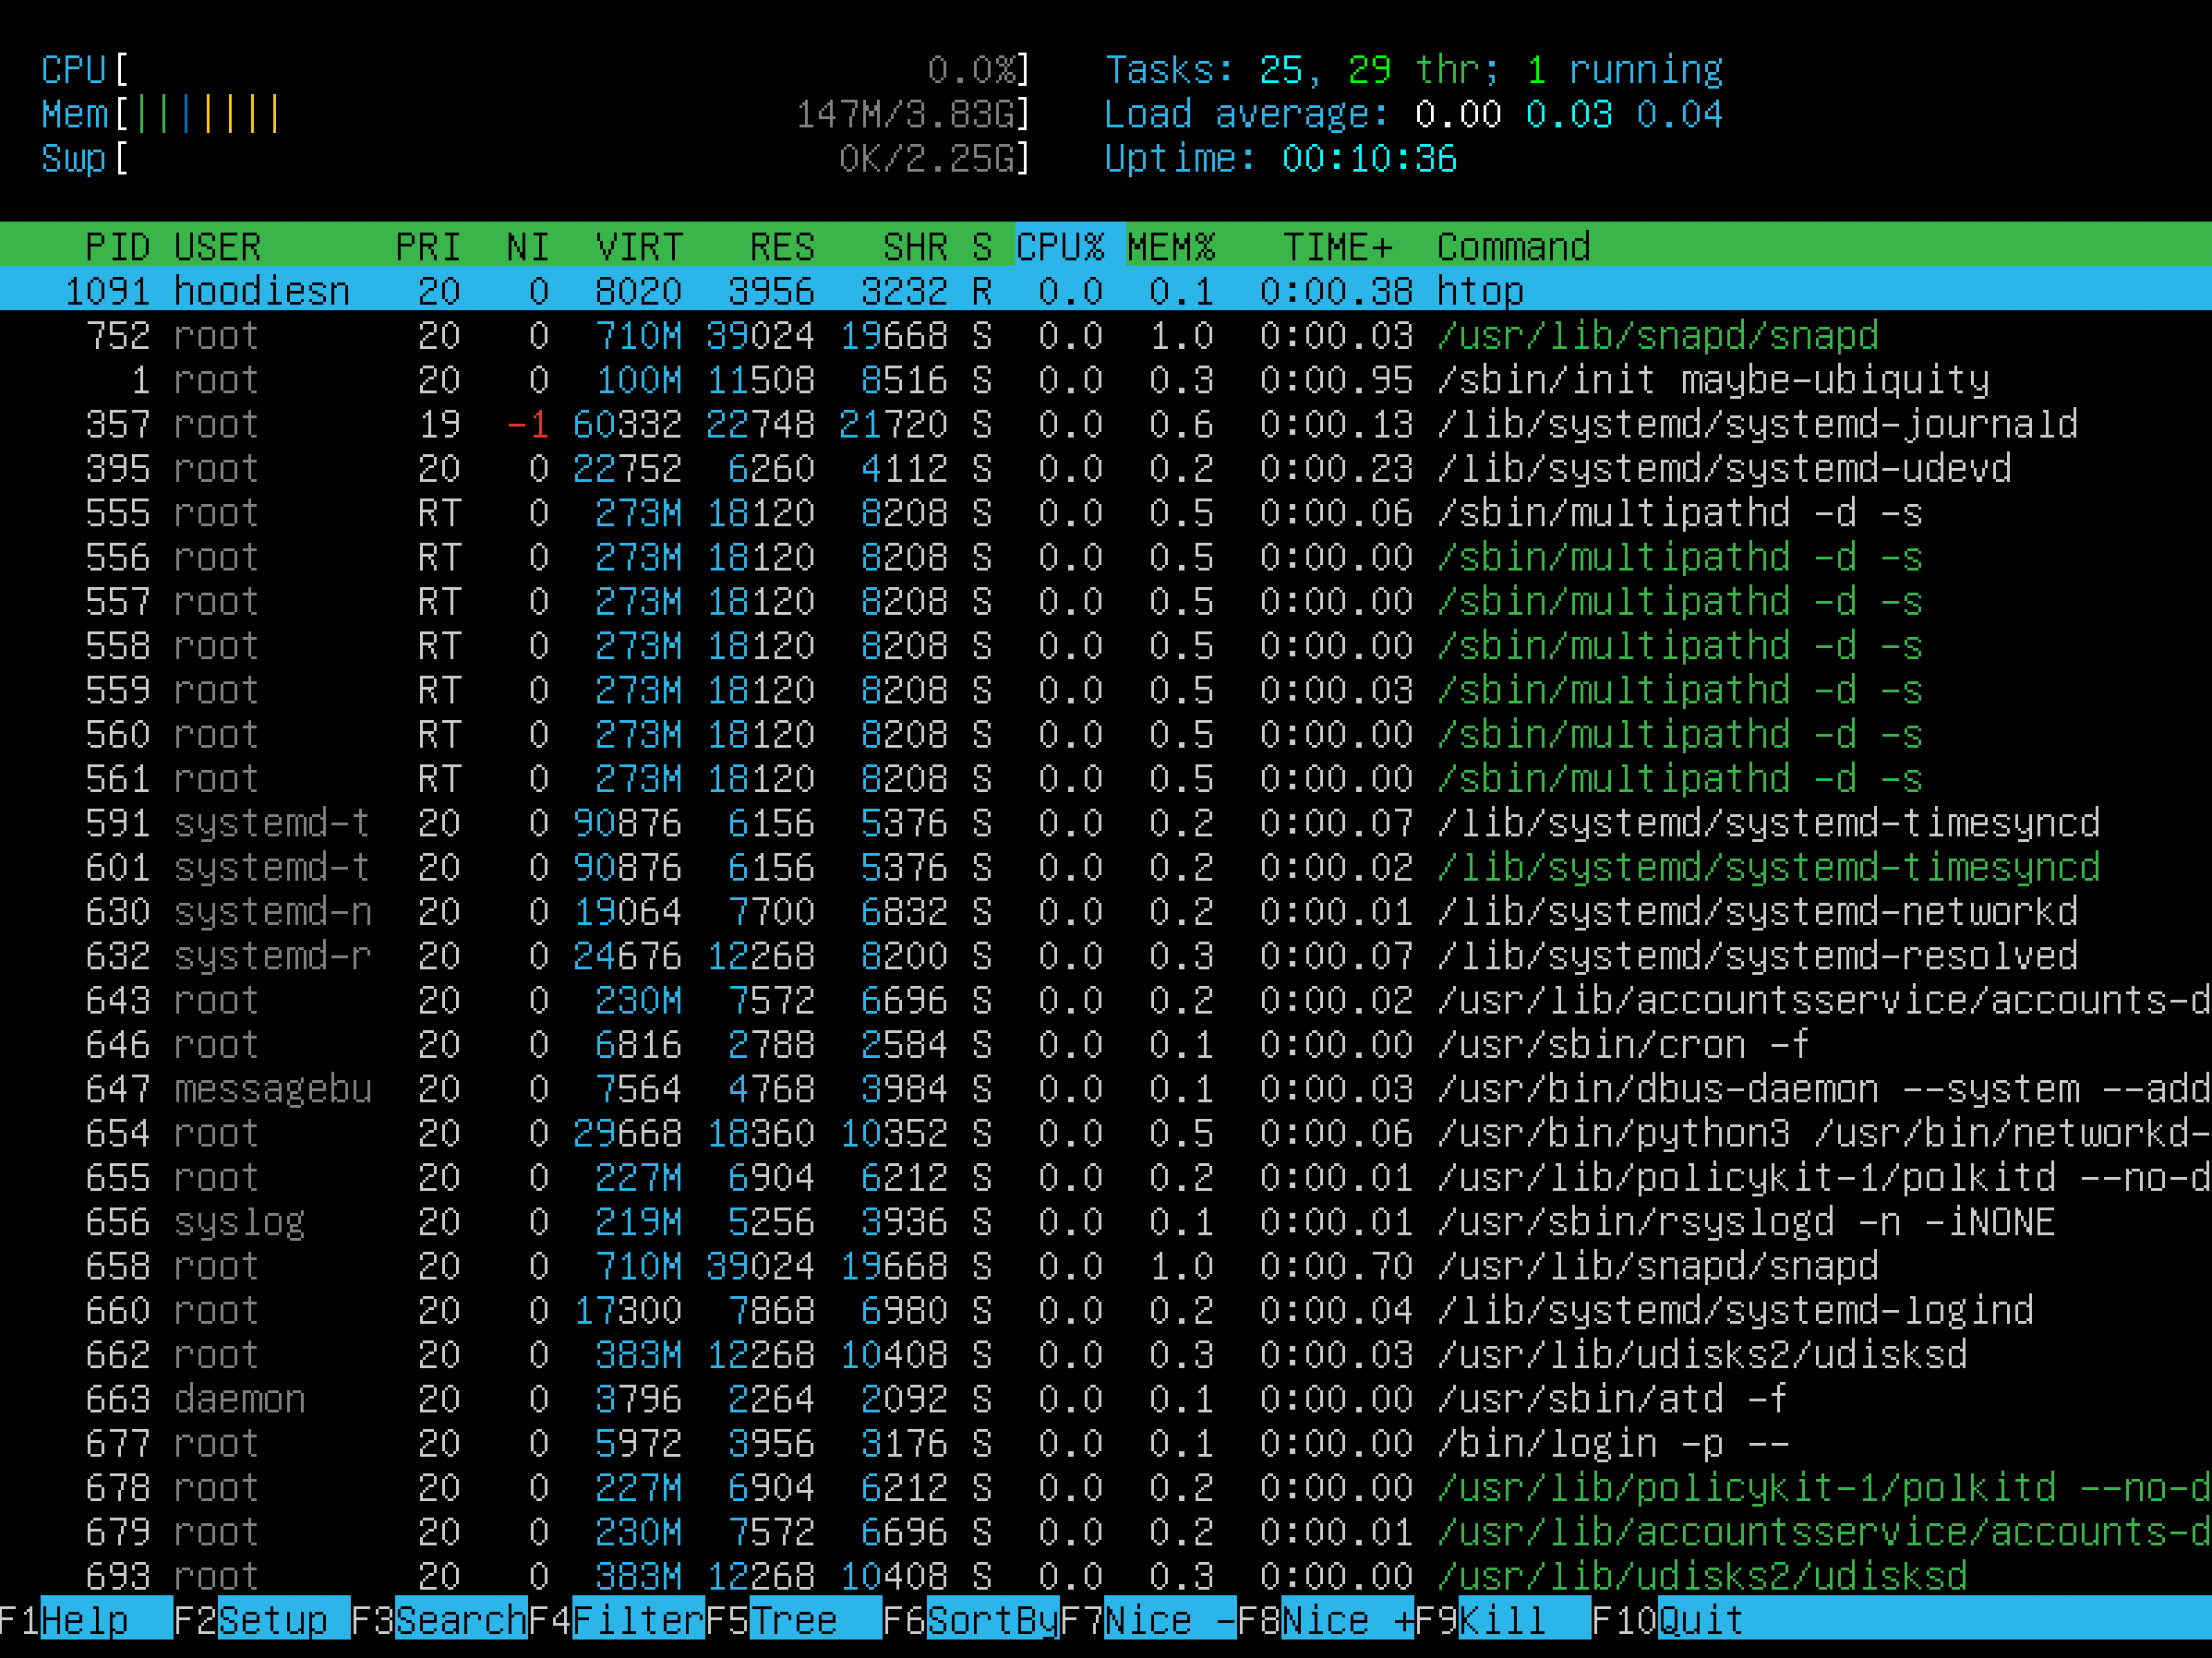 CPU[ 0.0%] Tasks: 25, 29 thr; 1 running
Mem[||||||| 147M/3.83G] Load average: 0.00 0.03 0.04
Swp[ 0K/2.25G] Uptime: 00:10:36
PID USER PRI NI VIRT RES SHR S CPU% MEM% TIME+ Command
1091 hoodiesn 20 0 8020 3956 3232 R 0.0 0.1 0:00.38 htop
752 root 20 0 710M 39024 19668 S 0.0 1.0 0:00.03 /usr/lib/snapd/snapd
1 root 20 0 100M 11508 8516 S 0.0 0.3 0:00.95 /sbin/init maybe-ubiquity
357 root 19 -1 60332 22748 21720 S 0.0 0.6 0:00.13 /lib/systemd/systemd-journald
395 root 20 0 22752 6260 4112 S 0.0 0.2 0:00.23 /lib/systemd/systemd-udevd
555 root RT 0 273M 18120 8208 S 0.0 0.5 0:00.06 /sbin/multipathd -d -s
556 root RT 0 273M 18120 8208 S 0.0 0.5 0:00.00 /sbin/multipathd -d -s
557 root RT 0 273M 18120 8208 S 0.0 0.5 0:00.00 /sbin/multipathd -d -s
558 root RT 0 273M 18120 8208 S 0.0 0.5 0:00.00 /sbin/multipathd -d -s
559 root RT 0 273M 18120 8208 S 0.0 0.5 0:00.03 /sbin/multipathd -d -s
560 root RT 0 273M 18120 8208 S 0.0 0.5 0:00.00 /sbin/multipathd -d -s
561 root RT 0 273M 18120 8208 S 0.0 0.5 0:00.00 /sbin/multipathd -d -s
591 systemd-t 20 0 90876 6156 5376 S 0.0 0.2 0:00.07 /lib/systemd/systemd-timesyncd
601 systemd-t 20 0 90876 6156 5376 S 0.0 0.2 0:00.02 /lib/systemd/systemd-timesyncd
630 systemd-n 20 0 19064 7700 6832 S 0.0 0.2 0:00.01 /lib/systemd/systemd-networkd
632 systemd-r 20 0 24676 12268 8200 S 0.0 0.3 0:00.07 /lib/systemd/systemd-resolved
643 root 20 0 230M 7572 6696 S 0.0 0.2 0:00.02 /usr/lib/accountsservice/accounts-d
646 root 20 0 6816 2788 2584 S 0.0 0.1 0:00.00 /usr/sbin/cron -f
647 messagebu 20 0 7564 4768 3984 S 0.0 0.1 0:00.03 /usr/bin/dbus-daemon --system --add
654 root 20 0 29668 18360 10352 S 0.0 0.5 0:00.06 /usr/bin/python3 /usr/bin/networkd-
655 root 20 0 227M 6904 6212 S 0.0 0.2 0:00.01 /usr/lib/policykit-1/polkitd --no-d
656 syslog 20 0 219M 5256 3936 S 0.0 0.1 0:00.01 /usr/sbin/rsyslogd -n -iNONE
658 root 20 0 710M 39024 19668 S 0.0 1.0 0:00.70 /usr/lib/snapd/snapd
660 root 20 0 17300 7868 6980 S 0.0 0.2 0:00.04 /lib/systemd/systemd-logind
662 root 20 0 383M 12268 10408 S 0.0 0.3 0:00.03 /usr/lib/udisks2/udisksd
663 daemon 20 0 3796 2264 2092 S 0.0 0.1 0:00.00 /usr/sbin/atd -f
677 root 20 0 5972 3956 3176 S 0.0 0.1 0:00.00 /bin/login -p --
678 root 20 0 227M 6904 6212 S 0.0 0.2 0:00.00 /usr/lib/policykit-1/polkitd --no-d
679 root 20 0 230M 7572 6696 S 0.0 0.2 0:00.01 /usr/lib/accountsservice/accounts-d
693 root 20 0 383M 12268 10408 S 0.0 0.3 0:00.00 /usr/lib/udisks2/udisksd
F1Help F2Setup F3SearchF4FilterF5Tree F6SortByF7Nice -F8Nice +F9Kill F10Quit